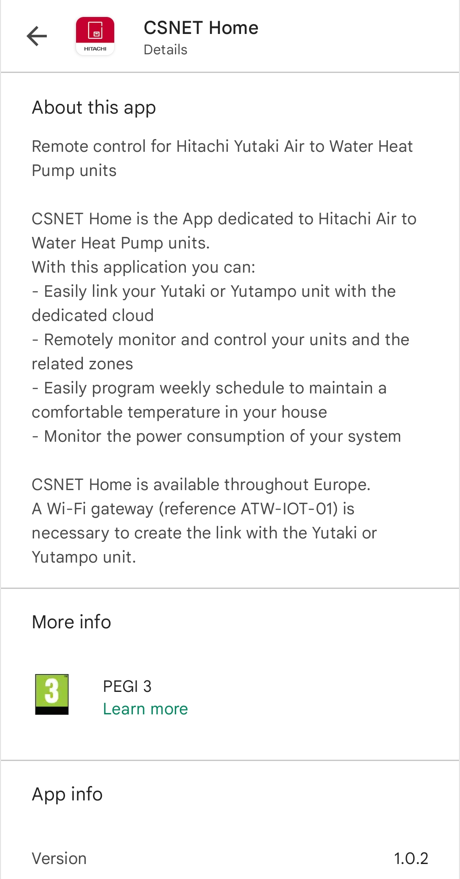 CSNET Home
HITACHI
Details
About this app
Remote control for Hitachi Yutaki Air to Water Heat
Pump units
CSNET Home is the App dedicated to Hitachi Air to
Water Heat Pump units.
With this application you can:
- Easily link your Yutaki or Yutampo unit with the
dedicated cloud
- Remotely monitor and control your units and the
related zones
- Easily program weekly schedule to maintain a
comfortable temperature in your house
- Monitor the power consumption of your system
CSNET Home is available throughout Europe.
A Wi-Fi gateway (reference ATW-IOT-01) is
necessary to create the link with the Yutaki or
Yutampo unit.
More info
3
PEGI 3
Learn more
App info
Version 1.0.2